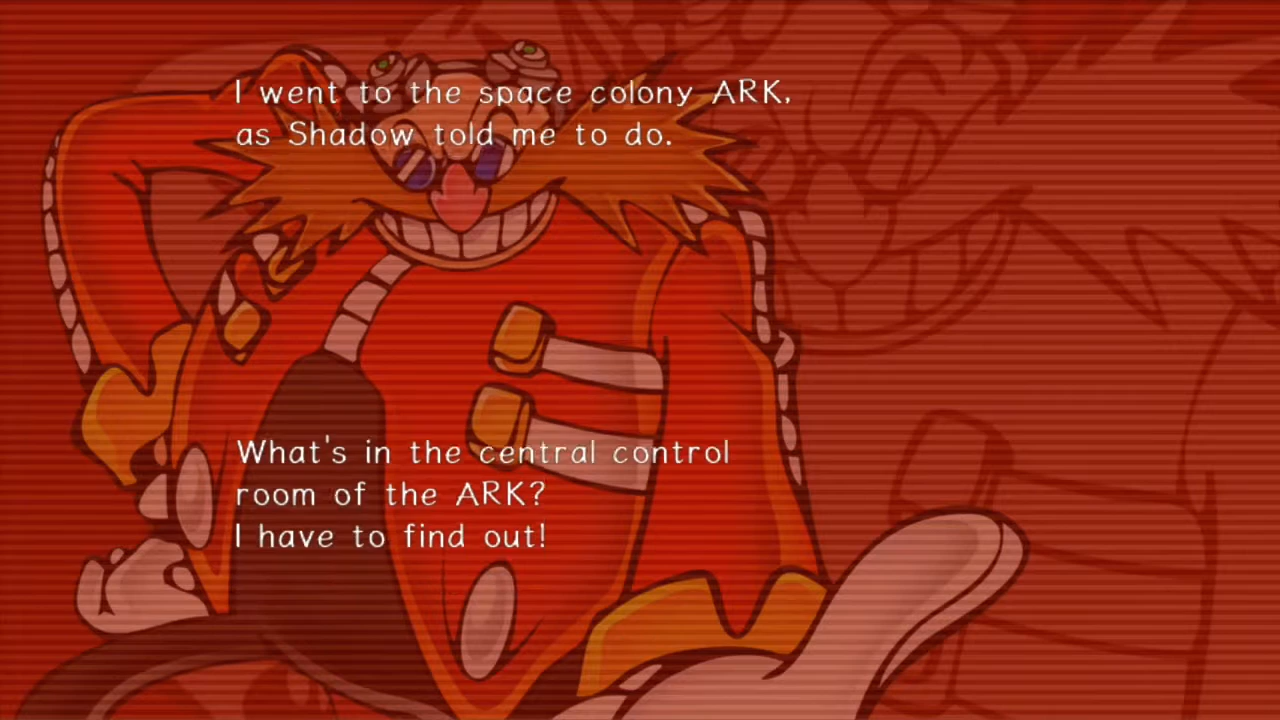 I went to the space colony ARK,
as Shadow told me to do.
What's in the central control
room of the ARK?
I have to find out!